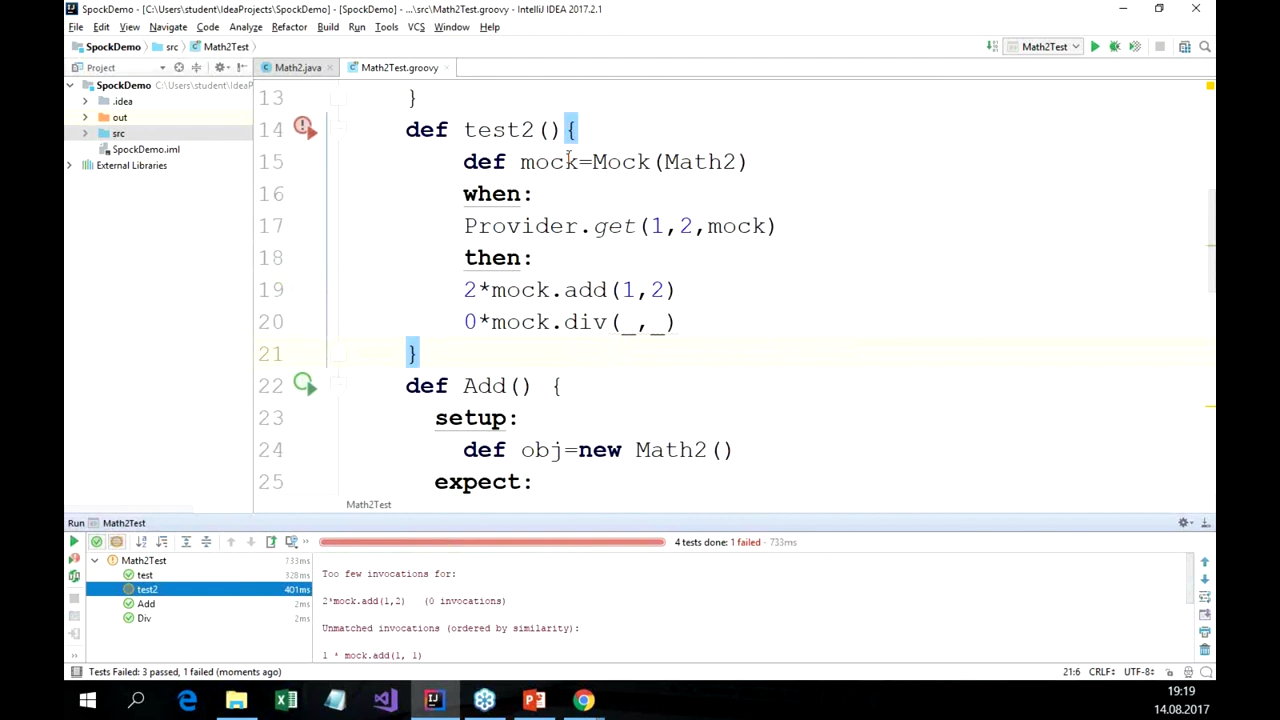 SpockDemo - [C:\Users\student\IdeaProjects\SpockDemo] - [SpockDemo] - ...\src\Math2Test.groovy - IntelliJ IDEA 2017.2.1
File Edit View Navigate Code Analyze Refactor Build Run Tools VCS Window Help
SpockDemo src Math2Test Math2Test
Project Math2.java Math2Test.groovy
SpockDemo C:\Users\student\IdeaP
.idea
out
src
SpockDemo.iml
External Libraries
13 }
14 def test2(){
15 def mock=Mock(Math2)
16 when:
17 Provider.get(1,2,mock)
18 then:
19 2*mock.add(1,2)
20 0*mock.div(_,_)
21 }
22 def Add() {
23 setup:
24 def obj=new Math2()
25 expect:
Math2Test
Run Math2Test
4 tests done: 1 failed - 733ms
Math2Test 733ms
test 328ms
test2 401ms
Add 2ms
Div 2ms
Too few invocations for:
2*mock.add(1,2) (0 invocations)
Unmatched invocations (ordered by similarity):
1 * mock.add(1, 1)
Tests Failed: 3 passed, 1 failed (moments ago) 21:6 CRLF UTF-8
19:19
14.08.2017